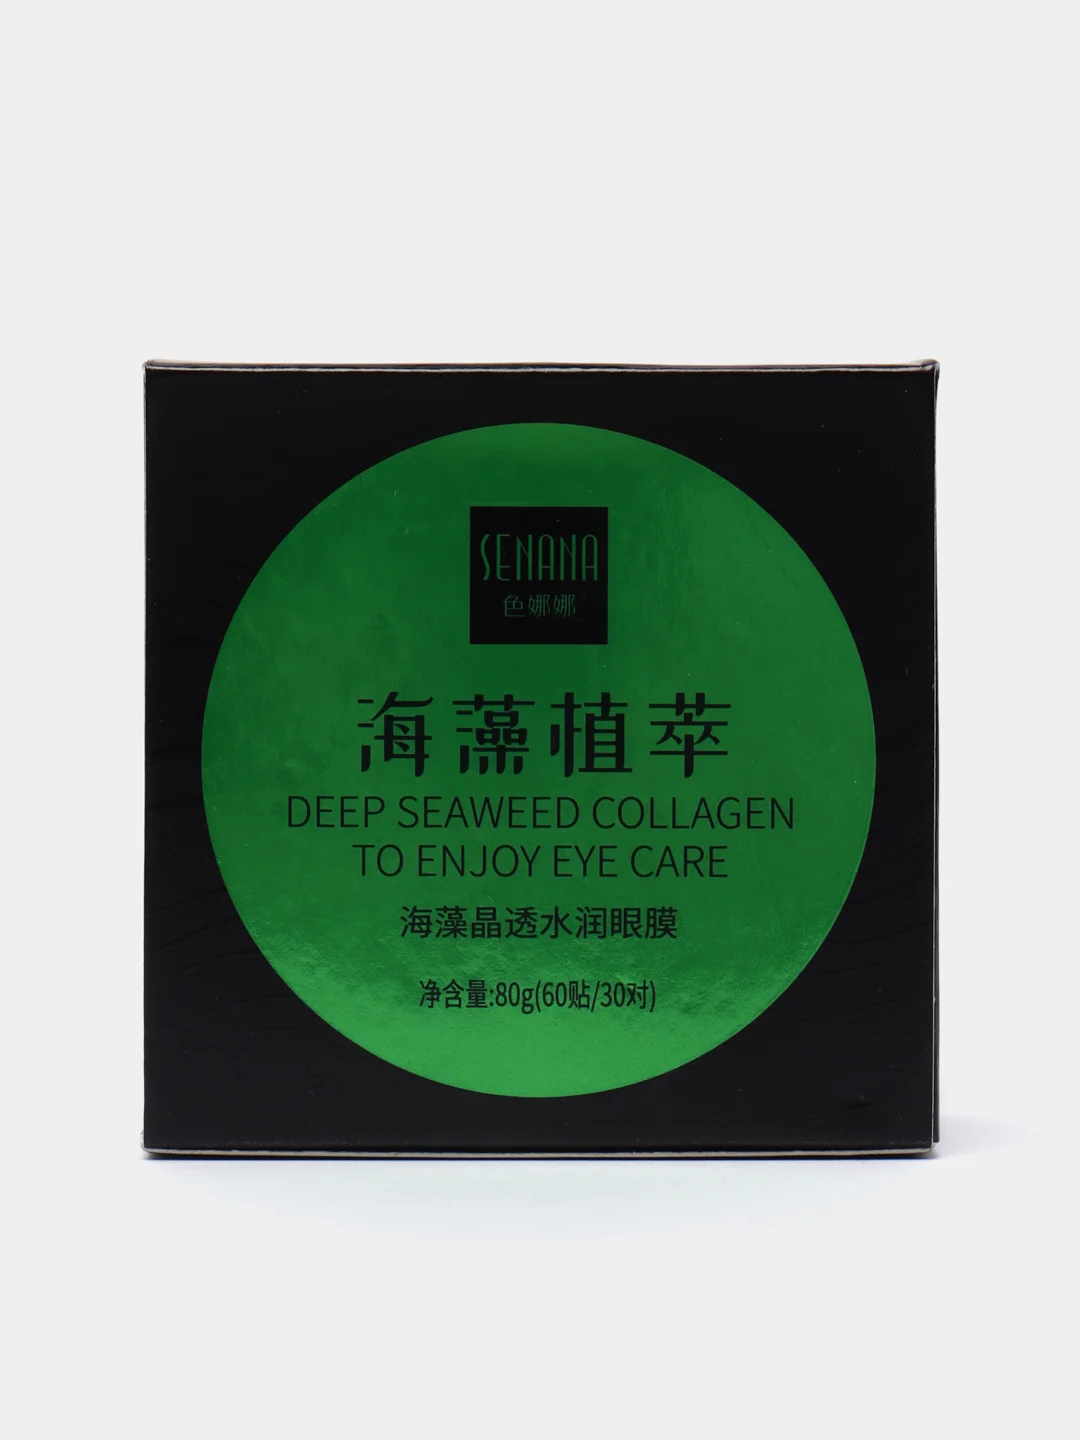 SENANA
色娜娜
海藻植萃
DEEP SEAWEED COLLAGEN
TO ENJOY EYE CARE
海藻晶透水润眼膜
净含量:80g(60贴/30对)